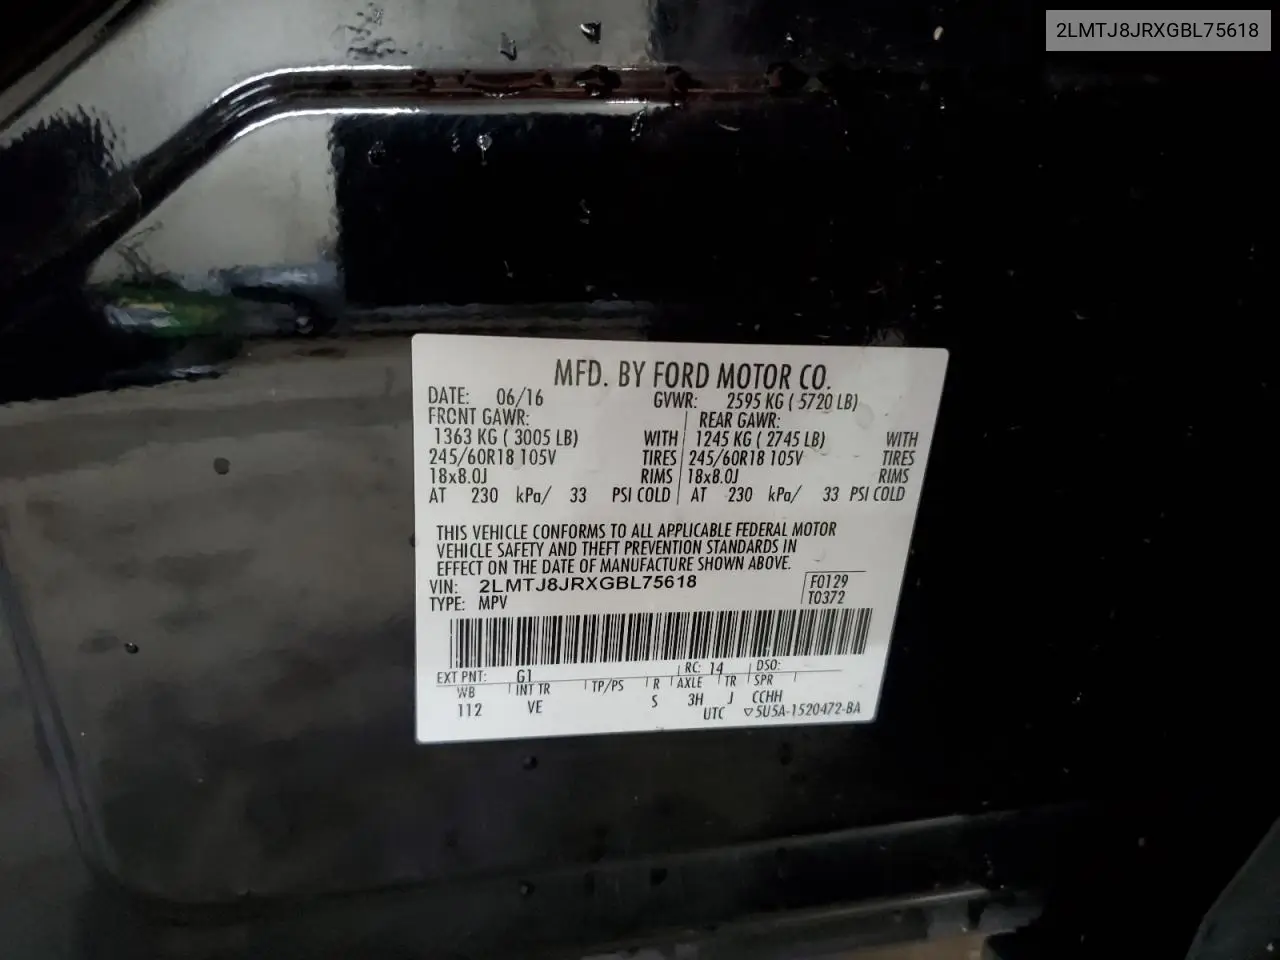 2LMTJ8JRXGBL75618
MFD. BY FORD MOTOR CO.
DATE: 06/16 GVWR: 2595 KG ( 5720 LB)
FRONT GAWR: REAR GAWR:
1363 KG ( 3005 LB) WITH 1245 KG ( 2745 LB) WITH
245/60R18 105V TIRES 245/60R18 105V TIRES
18x8.0J RIMS 18x8.0J RIMS
AT 230 kPa/ 33 PSI COLD AT 230 kPa/ 33 PSI COLD
THIS VEHICLE CONFORMS TO ALL APPLICABLE FEDERAL MOTOR
VEHICLE SAFETY AND THEFT PREVENTION STANDARDS IN
EFFECT ON THE DATE OF MANUFACTURE SHOWN ABOVE.
VIN: 2LMTJ8JRXGBL75618 F0129
TYPE: MPV T0372
EXT PNT: G1 RC: 14 DSO:
WB INT TR TP/PS R AXLE TR SPR
112 VE S 3H J CCHH
UTC ▽5U5A-1520472-BA